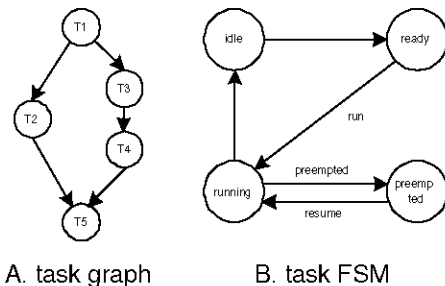 T1
idle
ready
T3
T2
run
T4
preempted
running
preemp
ted
resume
T5
A. task graph
B. task FSM